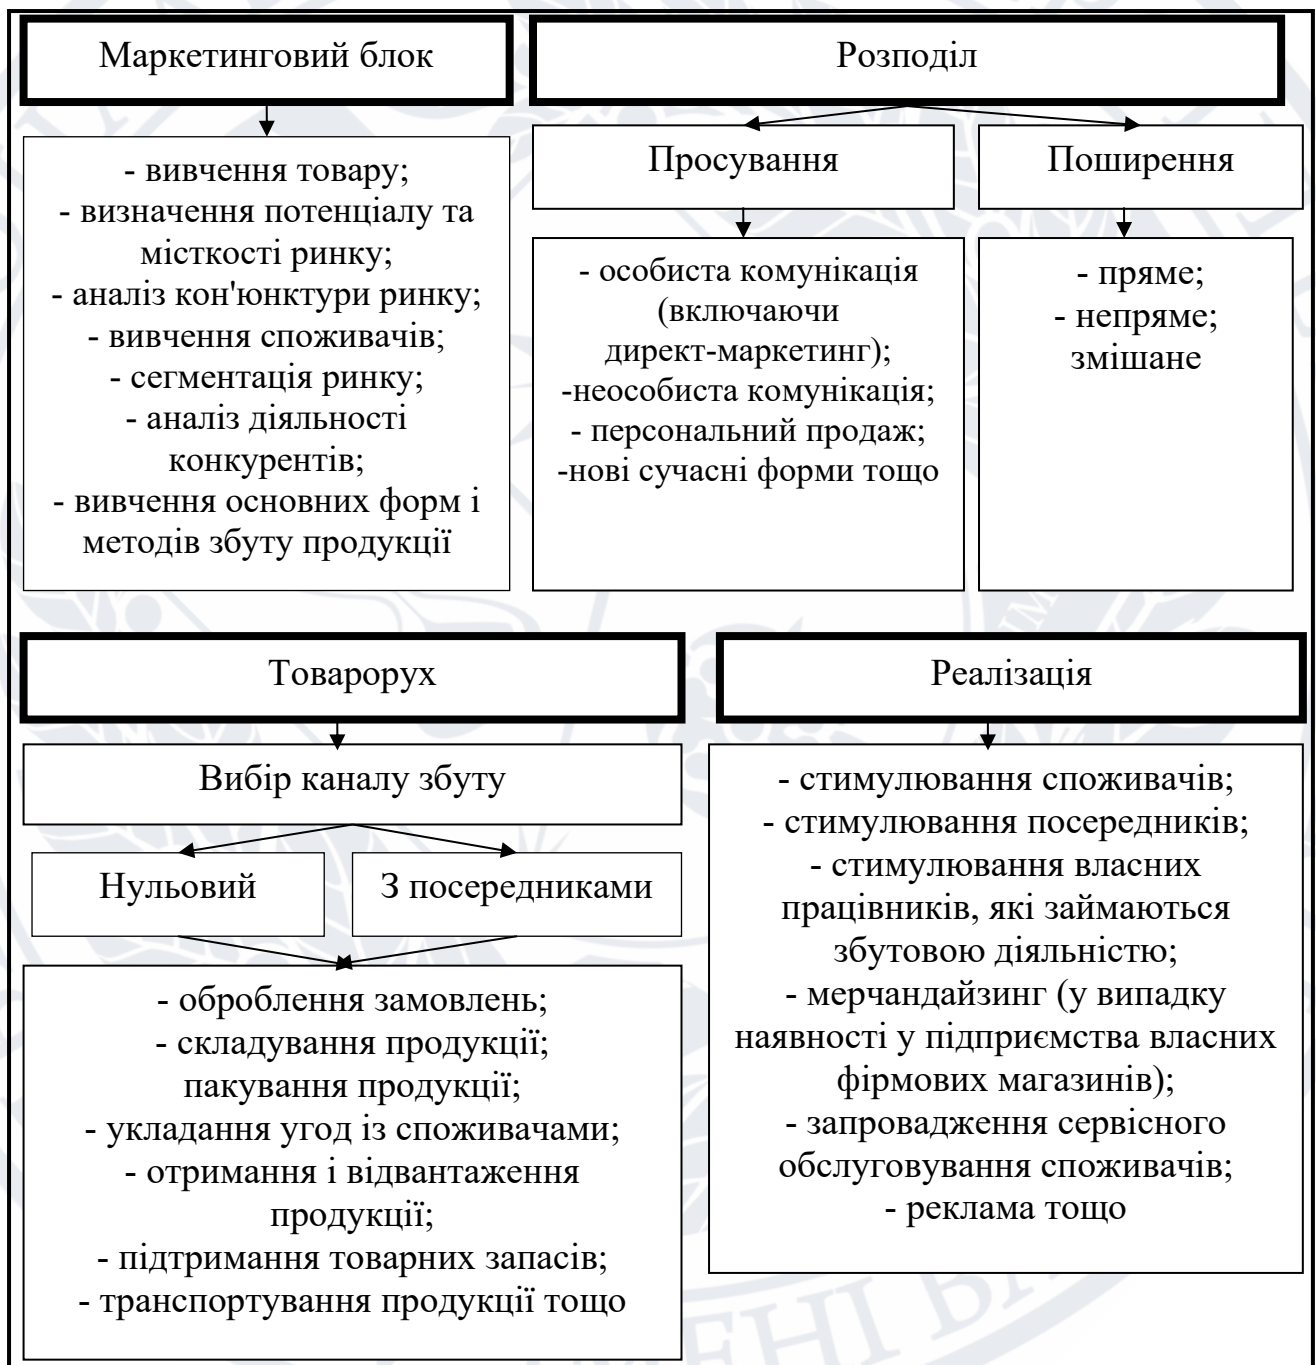 Маркетинговий блок
- вивчення товару;
- визначення потенціалу та
місткості ринку;
- аналіз кон'юнктури ринку;
- вивчення споживачів;
- сегментація ринку;
- аналіз діяльності
конкурентів;
- вивчення основних форм і
методів збуту продукції
Розподіл
Просування
- особиста комунікація
(включаючи
директ-маркетинг);
-неособиста комунікація;
- персональний продаж;
-нові сучасні форми тощо
Поширення
- пряме;
- непряме;
змішане
Товарорух
Вибір каналу збуту
Нульовий
З посередниками
- оброблення замовлень;
- складування продукції;
пакування продукції;
- укладання угод із споживачами;
- отримання і відвантаження
продукції;
- підтримання товарних запасів;
- транспортування продукції тощо
Реалізація
- стимулювання споживачів;
- стимулювання посередників;
- стимулювання власних
працівників, які займаються
збутовою діяльністю;
- мерчандайзинг (у випадку
наявності у підприємства власних
фірмових магазинів);
- запровадження сервісного
обслуговування споживачів;
- реклама тощо